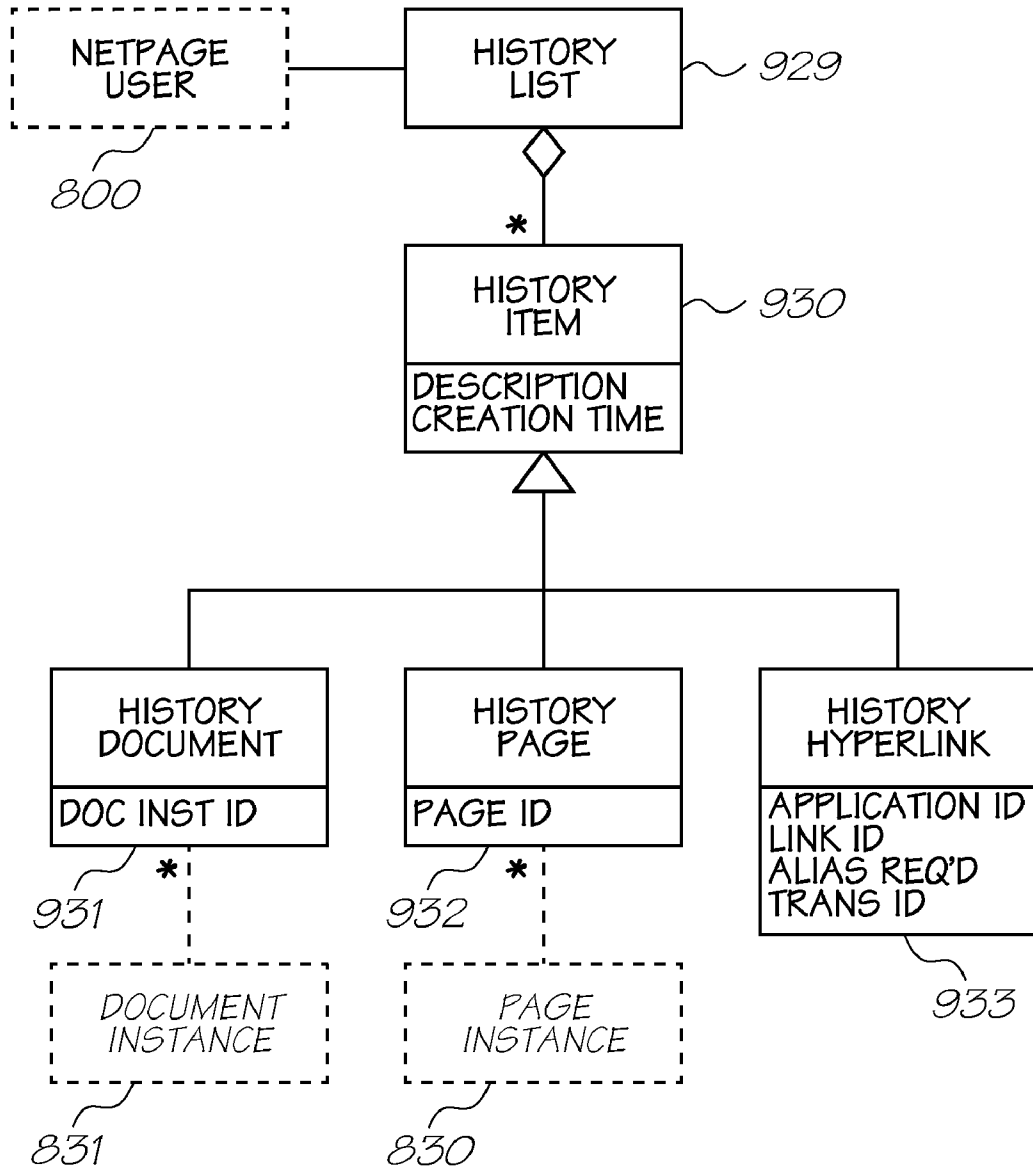 NETPAGE
USER
HISTORY
LIST
929
800
*
HISTORY
ITEM
930
DESCRIPTION
CREATION TIME
HISTORY
DOCUMENT
DOC INST ID
HISTORY
PAGE
PAGE ID
HISTORY
HYPERLINK
APPLICATION ID
LINK ID
ALIAS REQ'D
TRANS ID
931
*
932
*
933
DOCUMENT
INSTANCE
PAGE
INSTANCE
831
830